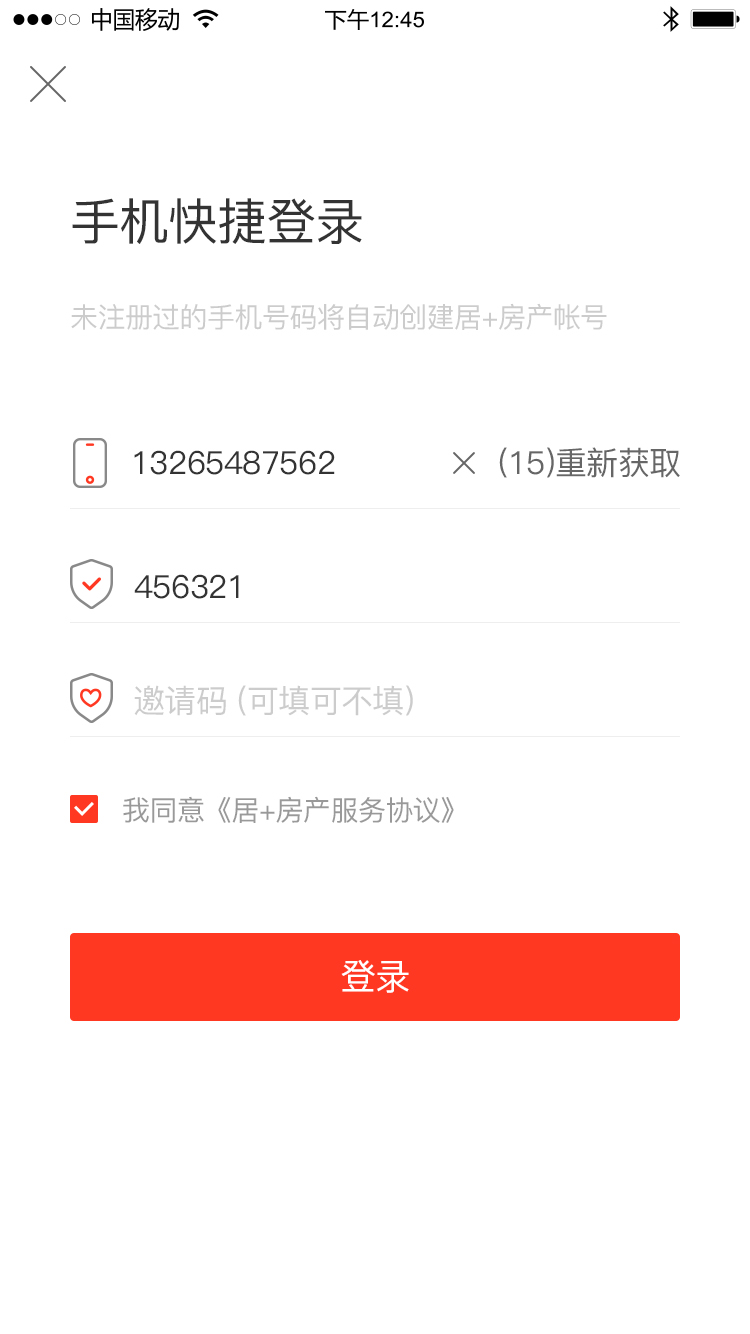 中国移动 下午12:45
手机快捷登录
未注册过的手机号码将自动创建居+房产帐号
13265487562 (15)重新获取
456321
邀请码 (可填可不填)
我同意《居+房产服务协议》
登录